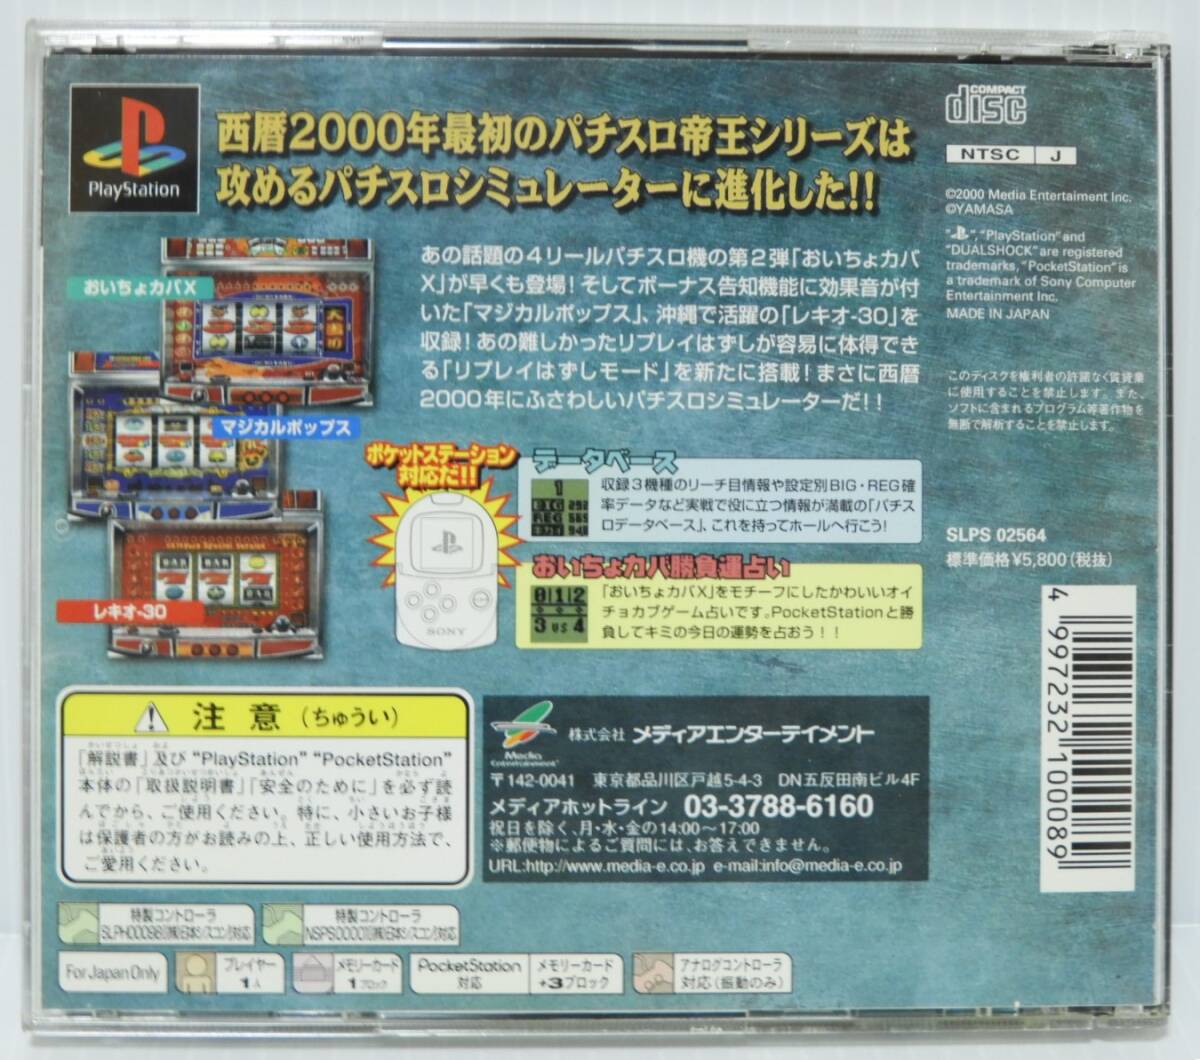 PlayStation
西暦2000年最初のパチスロ帝王シリーズは
攻めるパチスロシミュレーターに進化した!!
COMPACT
disc
NTSC J
©2000 Media Entertaiment Inc.
©YAMASA
"", "PlayStation" and
"DUALSHOCK" are registered
trademarks, "PocketStation" is
a trademark of Sony Computer
Entertainment Inc.
MADE IN JAPAN
このディスクを権利者の許諾なく賃貸業
に使用することを禁止します。また、
ソフトに含まれるプログラム等著作物を
無断で解析することを禁止します。
おいちょカバX
マジカルポップス
レキオ-30
あの話題の4リールパチスロ機の第2弾「おいちょカバ
X」が早くも登場!そしてボーナス告知機能に効果音が付
いた「マジカルポップス」、沖縄で活躍の「レキオ-30」を
収録!あの難しかったリプレイはずしが容易に体得でき
る「リプレイはずしモード」を新たに搭載!まさに西暦
2000年にふさわしいパチスロシミュレーターだ!!
ポケットステーション
対応だ!!
SONY
データベース
1
BIG 292
REG 565
940
収録3機種のリーチ目情報や設定別BIG・REG確
率データなど実戦で役に立つ情報が満載の「パチス
ロデータベース」、これを持ってホールへ行こう!
おいちょカバ勝負運占い
0 1 2
3 VS 4
「おいちょカバX」をモチーフにしたかわいいオイ
チョカブゲーム占いです。PocketStationと勝
負してキミの今日の運勢を占おう!!
SLPS 02564
標準価格¥5,800(税抜)
4 997232 100089
注意(ちゅうい)
「解説書」及び"PlayStation" "PocketStation"
本体の「取扱説明書」「安全のために」を必ず読
んでから、ご使用ください。特に、小さいお子様
は保護者の方がお読みの上、正しい使用方法で、
ご愛用ください。
Media
Entertainment
株式会社 メディアエンターテイメント
〒142-0041 東京都品川区戸越5-4-3 DN五反田南ビル4F
メディアホットライン 03-3788-6160
祝日を除く、月・水・金の14:00〜17:00
※郵便物によるご質問には、お答えできません。
URL:http://www.media-e.co.jp e-mail:info@media-e.co.jp
特製コントローラ
SLPH00098(株)日本シスコン)対応
特製コントローラ
NSPS00001(株)日本シスコン)対応
For Japan Only
プレイヤー
1人
メモリーカード
1ブロック
PocketStation
対応
メモリーカード
+3ブロック
アナログコントローラ
対応(振動のみ)